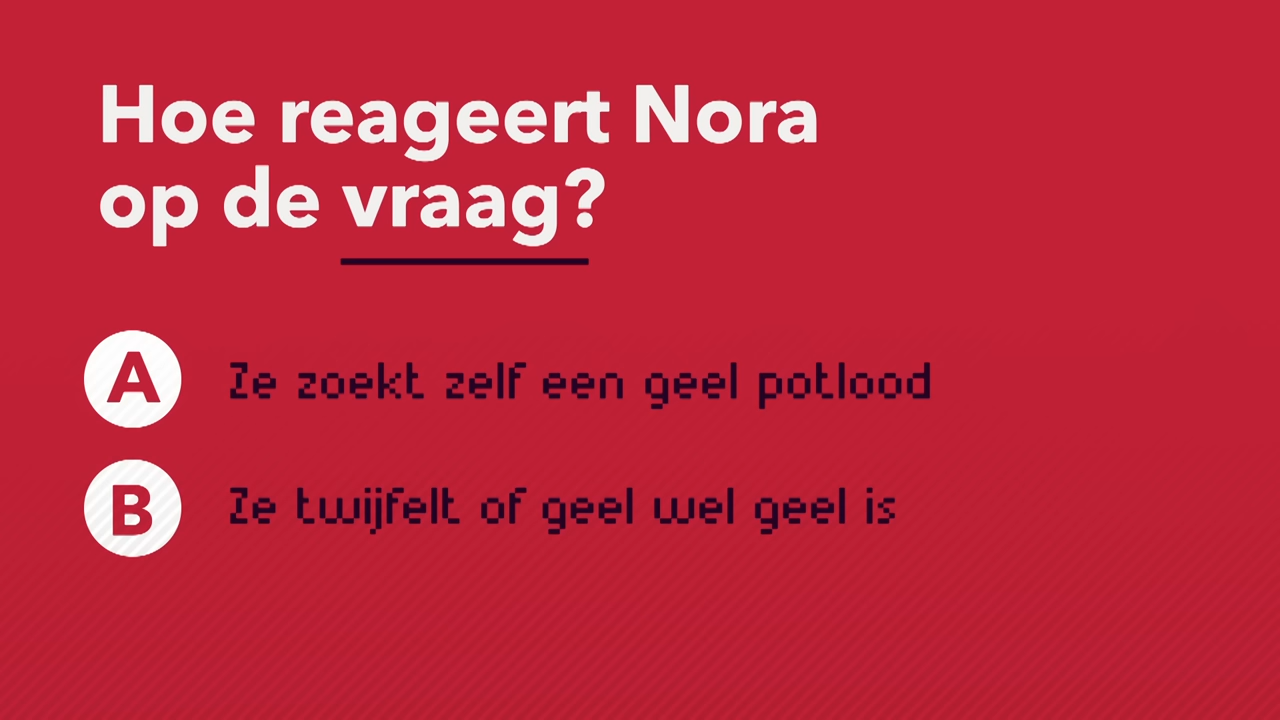 Hoe reageert Nora
op de vraag?
A Ze zoekt zelf een geel potlood
B Ze twijfelt of geel wel geel is